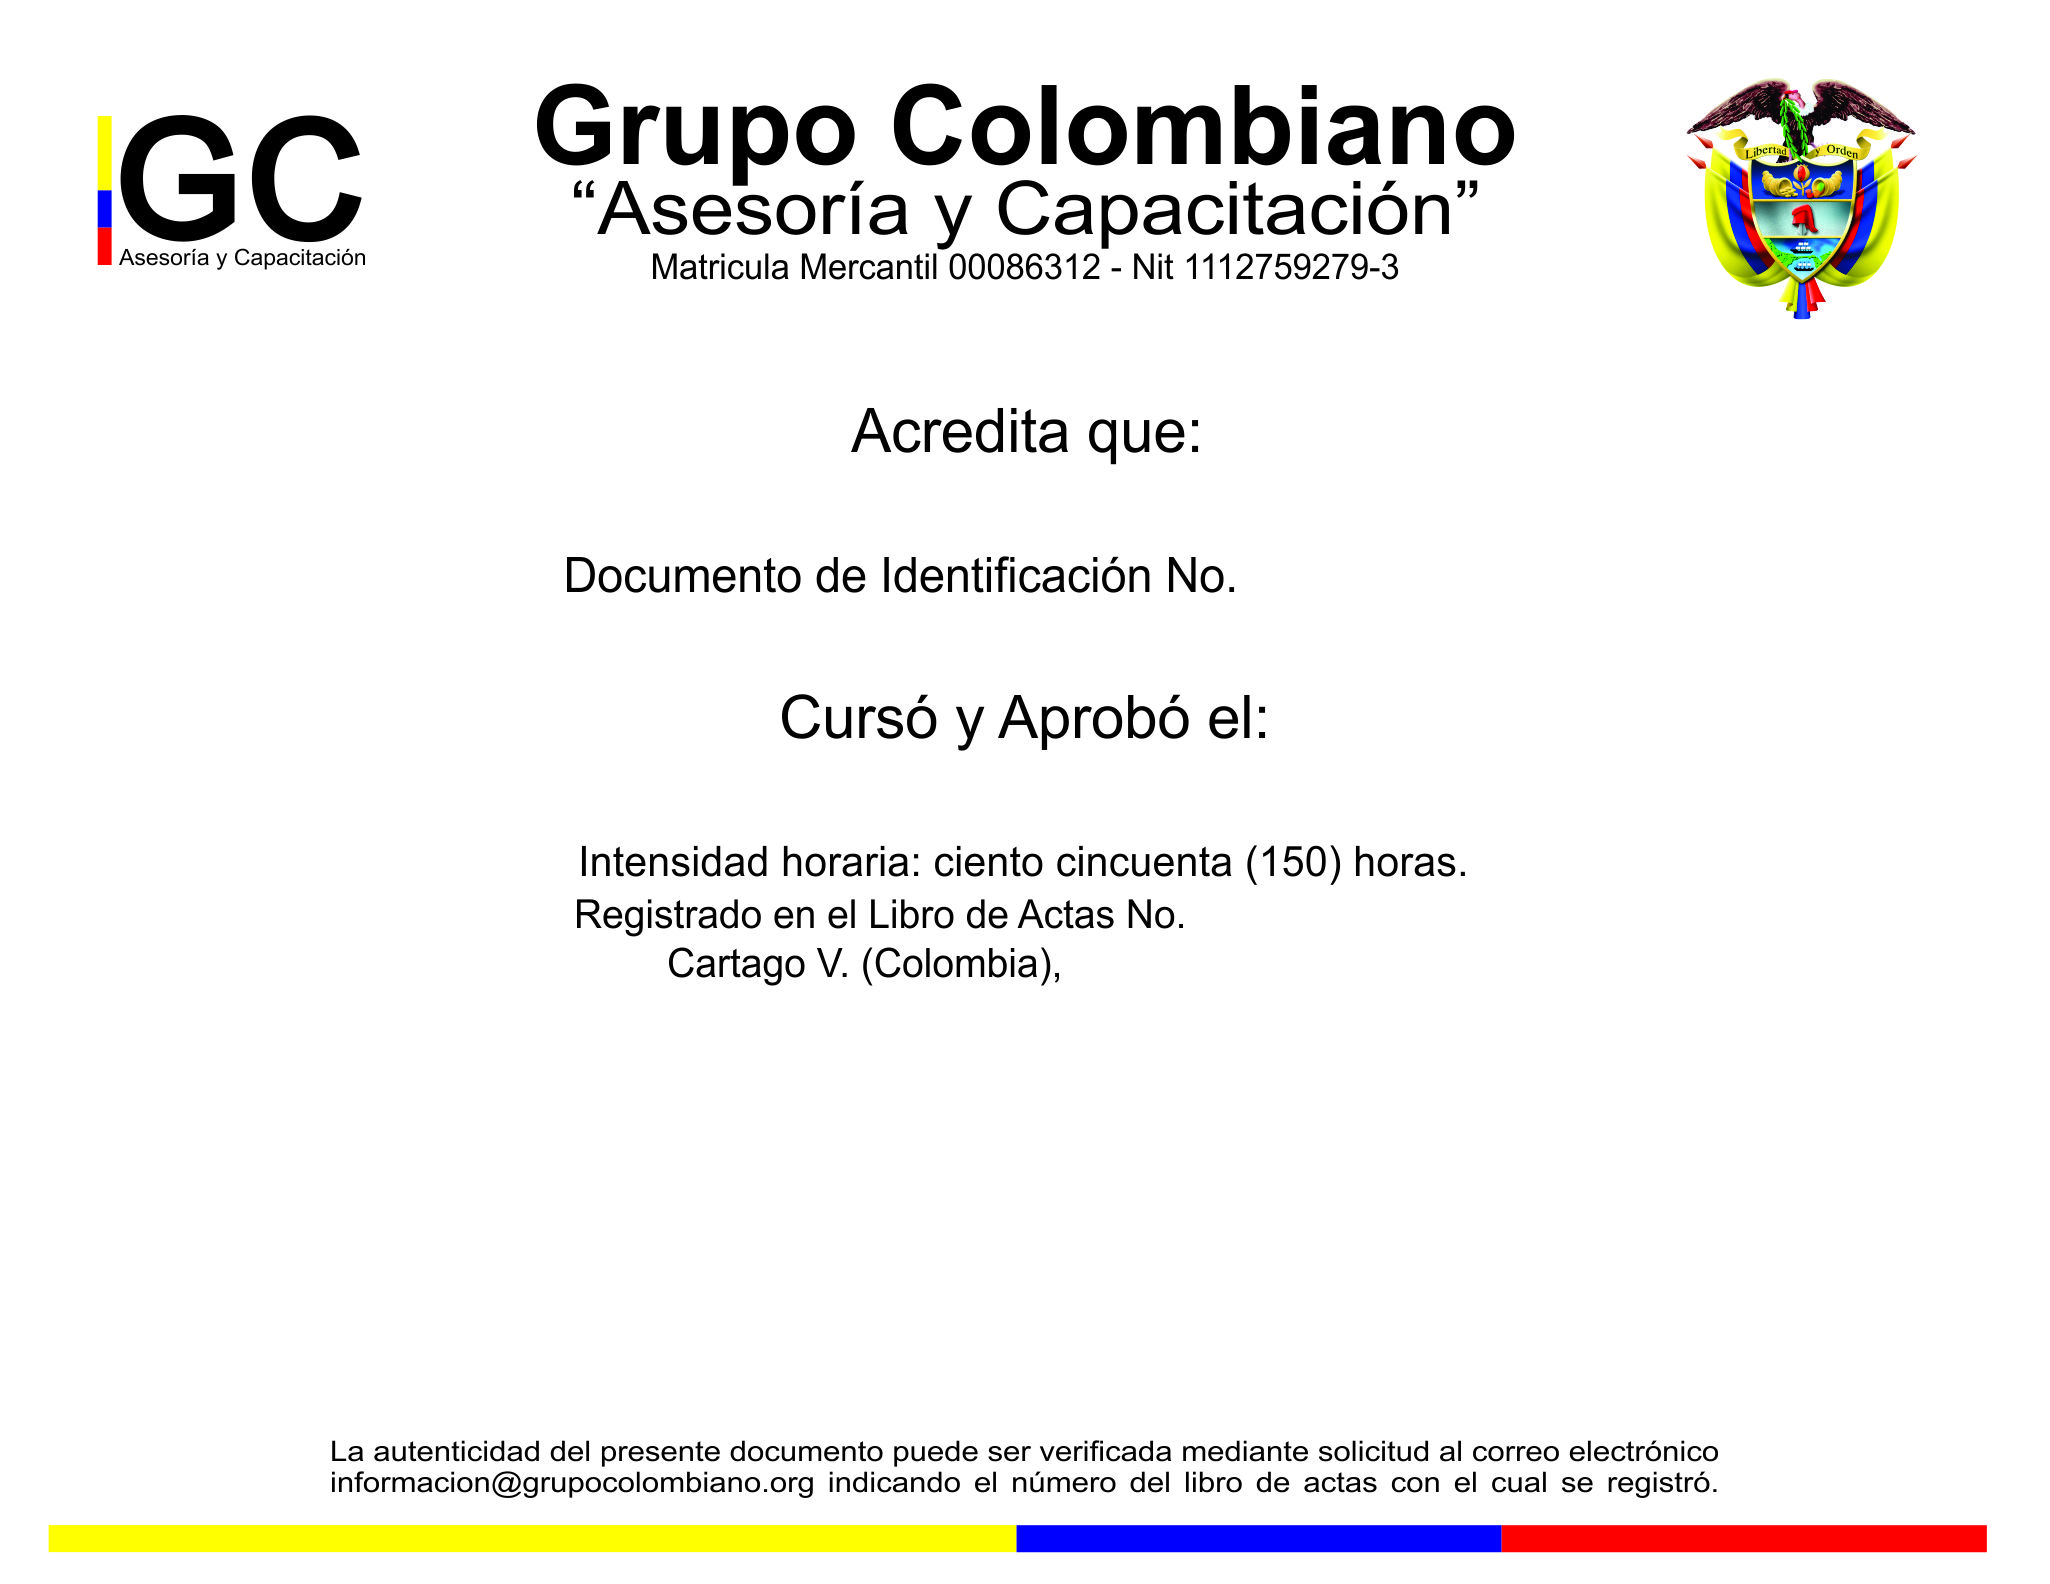 GC
Asesoría y Capacitación
Grupo Colombiano
“Asesoría y Capacitación”
Matricula Mercantil 00086312 - Nit 1112759279-3
Libertad y Orden
Acredita que:
Documento de Identificación No.
Cursó y Aprobó el:
Intensidad horaria: ciento cincuenta (150) horas.
Registrado en el Libro de Actas No.
Cartago V. (Colombia),
La autenticidad del presente documento puede ser verificada mediante solicitud al correo electrónico
informacion@grupocolombiano.org indicando el número del libro de actas con el cual se registró.